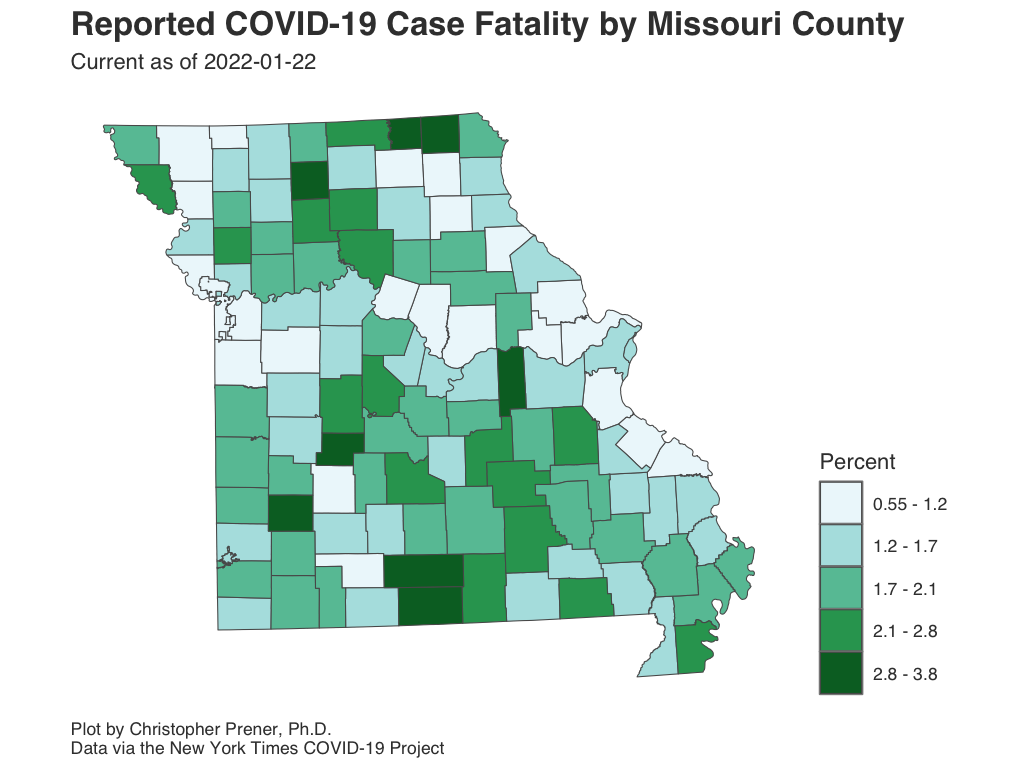 Reported COVID-19 Case Fatality by Missouri County
Current as of 2022-01-22
Percent
0.55 - 1.2
1.2 - 1.7
1.7 - 2.1
2.1 - 2.8
2.8 - 3.8
Plot by Christopher Prener, Ph.D.
Data via the New York Times COVID-19 Project